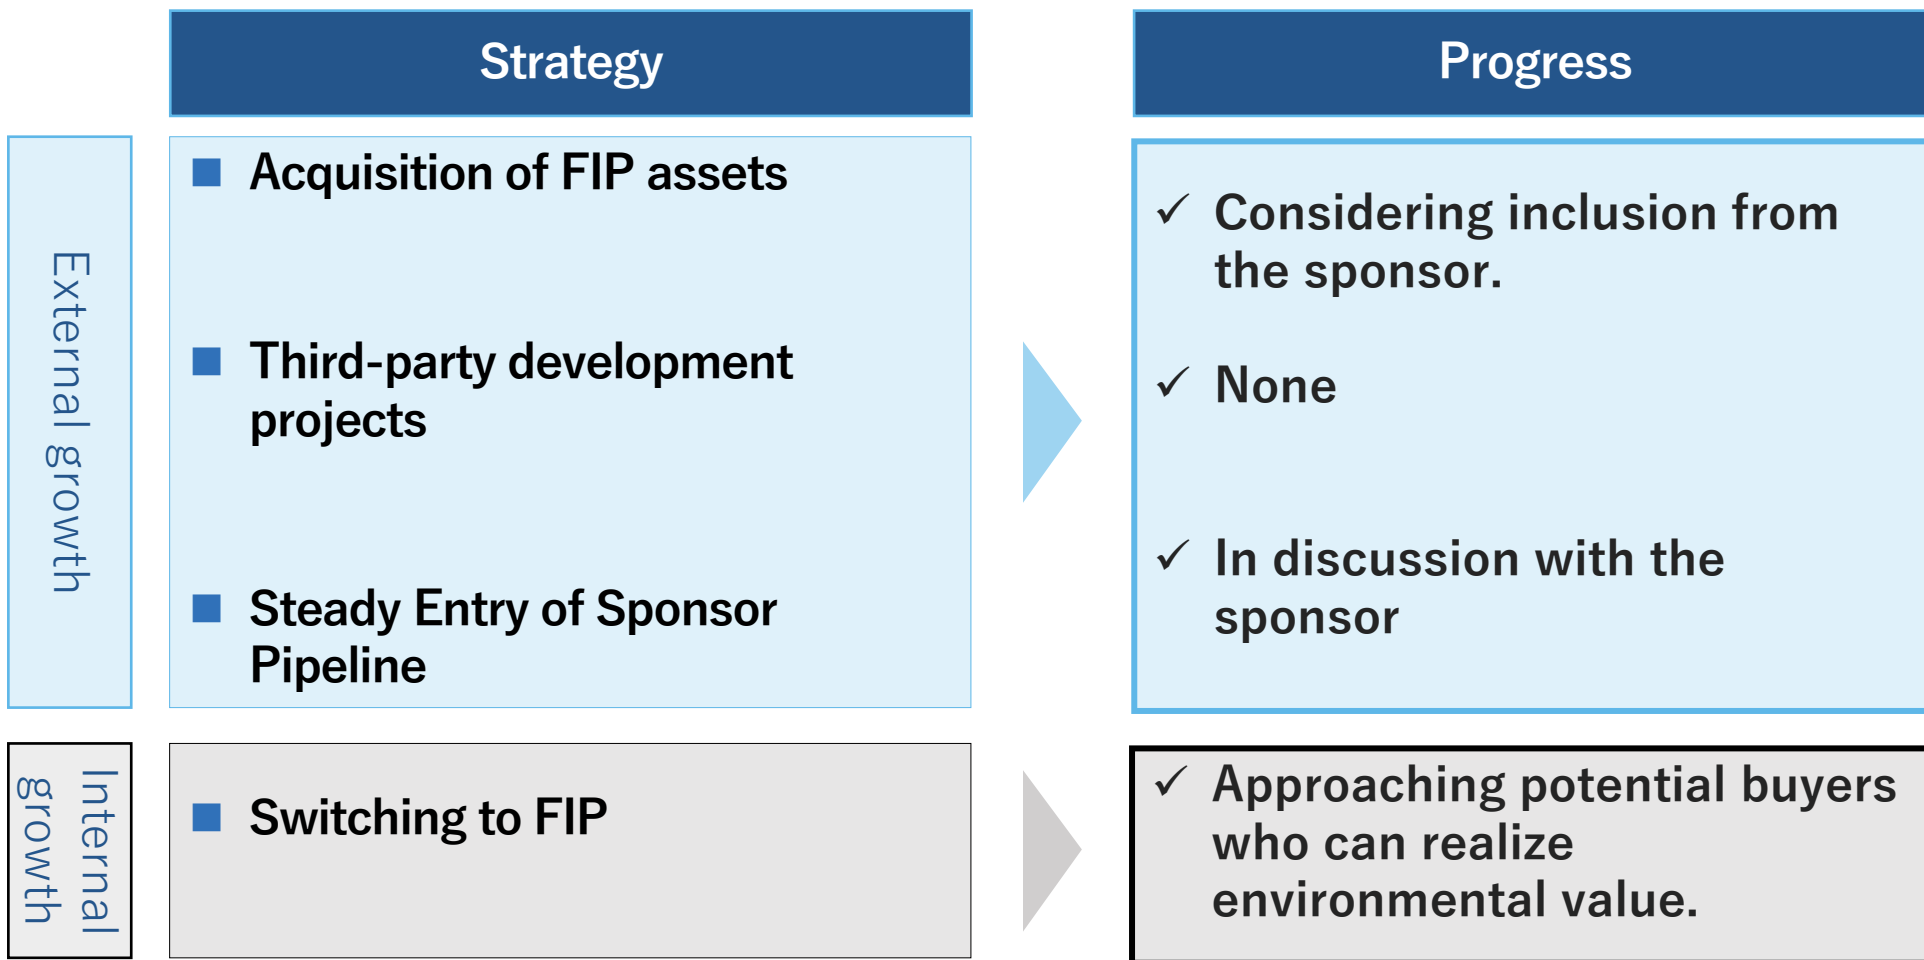 Strategy
Progress
External growth
■ Acquisition of FIP assets
■ Third-party development
projects
■ Steady Entry of Sponsor
Pipeline
✓ Considering inclusion from
the sponsor.
✓ None
✓ In discussion with the
sponsor
Internal
growth
■ Switching to FIP
✓ Approaching potential buyers
who can realize
environmental value.